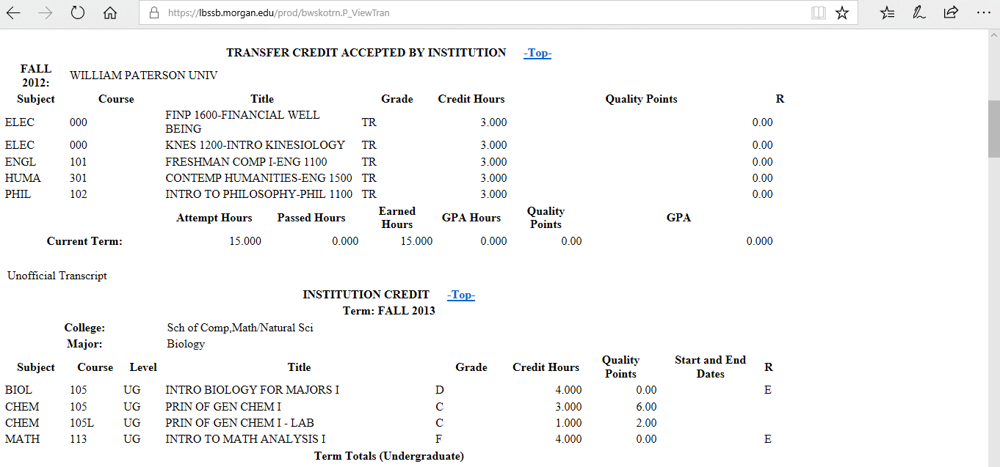 https://lbssb.morgan.edu/prod/bwskotrn.P_ViewTran
TRANSFER CREDIT ACCEPTED BY INSTITUTION -Top-
FALL 2012: WILLIAM PATERSON UNIV
Subject Course Title Grade Credit Hours Quality Points R
ELEC 000 FINP 1600-FINANCIAL WELL BEING TR 3.000 0.00
ELEC 000 KNES 1200-INTRO KINESIOLOGY TR 3.000 0.00
ENGL 101 FRESHMAN COMP I-ENG 1100 TR 3.000 0.00
HUMA 301 CONTEMP HUMANITIES-ENG 1500 TR 3.000 0.00
PHIL 102 INTRO TO PHILOSOPHY-PHIL 1100 TR 3.000 0.00
Attempt Hours Passed Hours Earned Hours GPA Hours Quality Points GPA
Current Term: 15.000 0.000 15.000 0.000 0.00 0.000
Unofficial Transcript
INSTITUTION CREDIT -Top-
Term: FALL 2013
College: Sch of Comp,Math/Natural Sci
Major: Biology
Subject Course Level Title Grade Credit Hours Quality Points Start and End Dates R
BIOL 105 UG INTRO BIOLOGY FOR MAJORS I D 4.000 0.00 E
CHEM 105 UG PRIN OF GEN CHEM I C 3.000 6.00
CHEM 105L UG PRIN OF GEN CHEM I - LAB C 1.000 2.00
MATH 113 UG INTRO TO MATH ANALYSIS I F 4.000 0.00 E
Term Totals (Undergraduate)